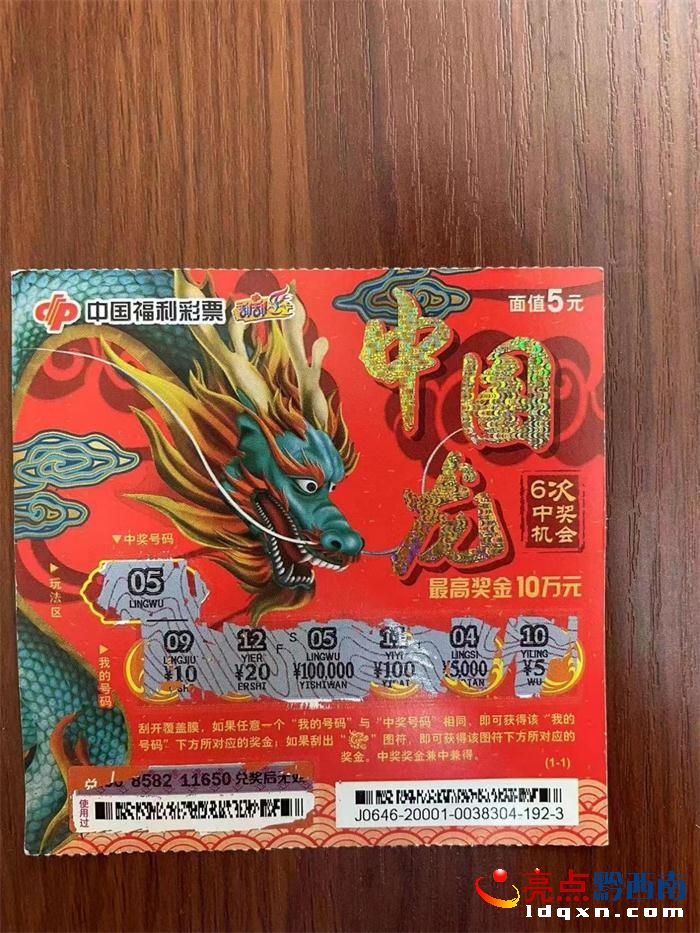 中国福利彩票 刮刮乐
面值5元
中国龙
6次
中奖
机会
最高奖金10万元
▼中奖号码
▶玩法区
05
LINGWU
▶我的号码
09 12 05 11 04 10
LINGJIU YIER LINGWU YIYI LINGSI YILING
¥10 ¥20 ¥100,000 ¥100 ¥5,000 ¥5
ERSHI YISHIWAN WU
S
F
刮开覆盖膜，如果任意一个“我的号码”与“中奖号码”相同，即可获得该“我的
号码”下方所对应的奖金；如果刮出“”图符，即可获得该图符下方所对应的
奖金。中奖奖金兼中兼得。
(1-1)
8582 11650 兑奖后无效
使用过
J0646-20001-0038304-192-3
亮点黔西南
ldqxn.com